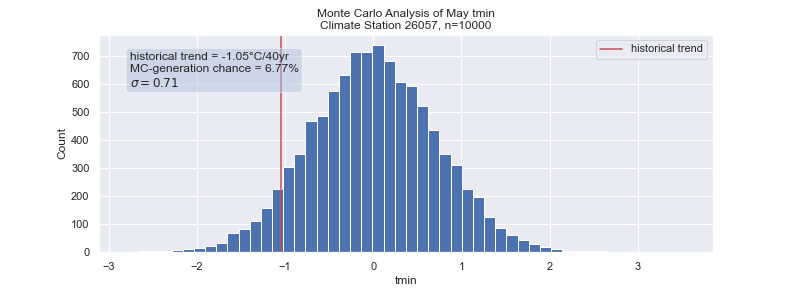 Monte Carlo Analysis of May tmin
Climate Station 26057, n=10000
historical trend = -1.05°C/40yr
MC-generation chance = 6.77%
σ = 0.71
historical trend
Count
700
600
500
400
300
200
100
0
−3
−2
−1
0
1
2
3
tmin